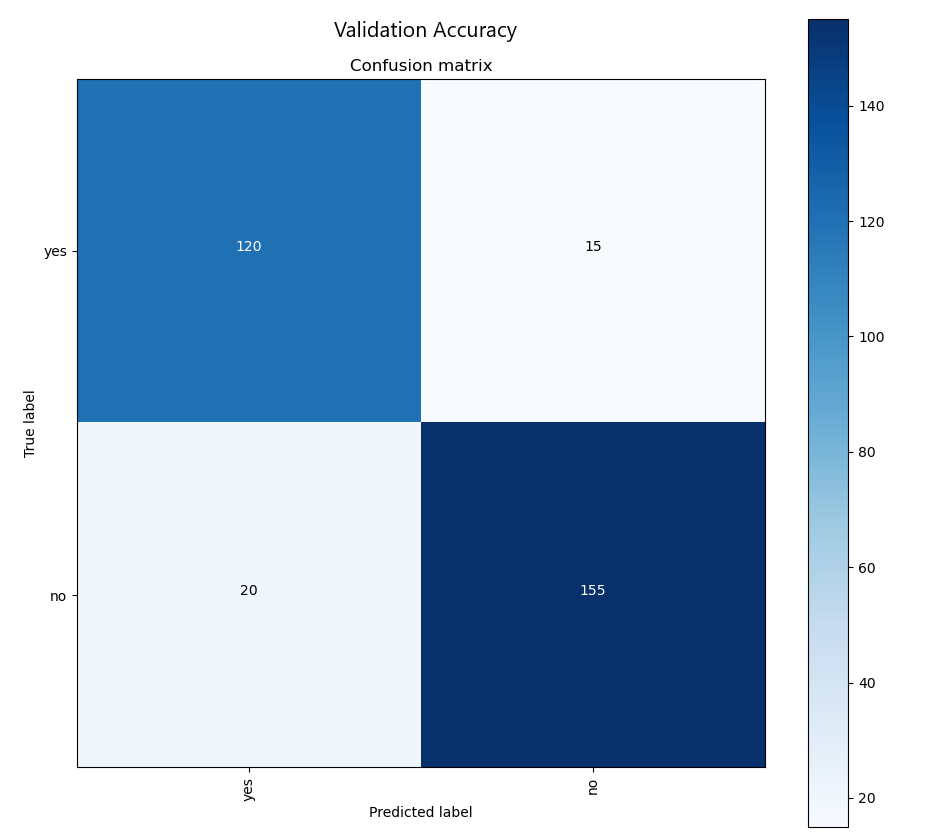 Validation Accuracy
Confusion matrix
yes
120
15
no
20
155
True label
yes
no
Predicted label
140
120
100
80
60
40
20